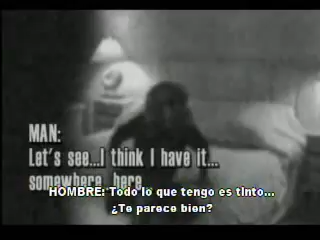 MAN:
Let's see...I think I have it...
somewhere here
HOMBRE: Todo lo que tengo es tinto...
¿Te parece bien?